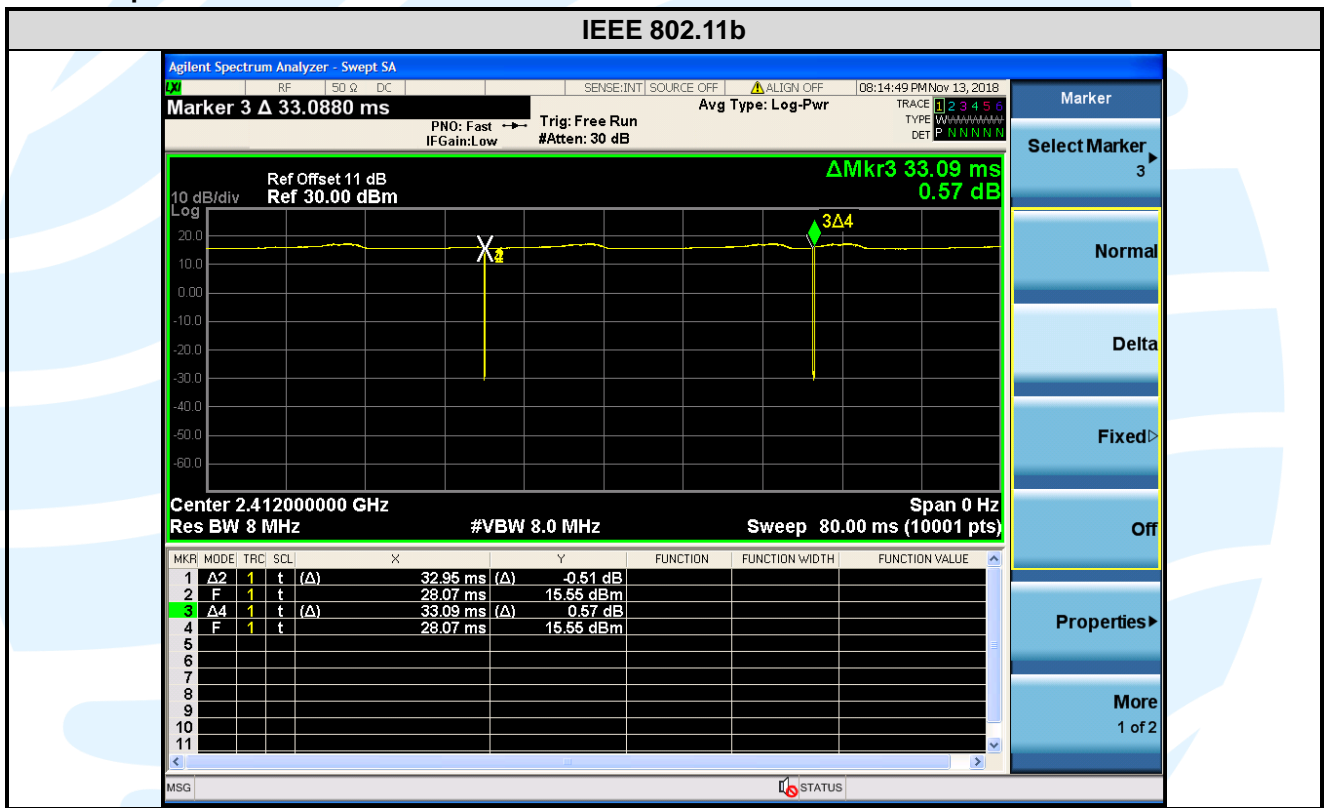 IEEE 802.11b
Agilent Spectrum Analyzer - Swept SA
LXI RF 50 Ω DC SENSE:INT SOURCE OFF ALIGN OFF 08:14:49 PM Nov 13, 2018
Marker 3 Δ 33.0880 ms
PNO: Fast
IFGain:Low
Trig: Free Run
#Atten: 30 dB
Avg Type: Log-Pwr
TRACE 1 2 3 4 5 6
TYPE
DET P N N N N N
ΔMkr3 33.09 ms
0.57 dB
Ref Offset 11 dB
10 dB/div Ref 30.00 dBm
Log
20.0
10.0
0.00
-10.0
-20.0
-30.0
-40.0
-50.0
-60.0
3Δ4
Center 2.412000000 GHz Span 0 Hz
Res BW 8 MHz #VBW 8.0 MHz Sweep 80.00 ms (10001 pts)
MKR MODE TRC SCL X Y FUNCTION FUNCTION WIDTH FUNCTION VALUE
1 Δ2 1 t (Δ) 32.95 ms (Δ) -0.51 dB
2 F 1 t 28.07 ms 15.55 dBm
3 Δ4 1 t (Δ) 33.09 ms (Δ) 0.57 dB
4 F 1 t 28.07 ms 15.55 dBm
5
6
7
8
9
10
11
MSG STATUS
Marker
Select Marker
3
Normal
Delta
Fixed
Off
Properties
More
1 of 2